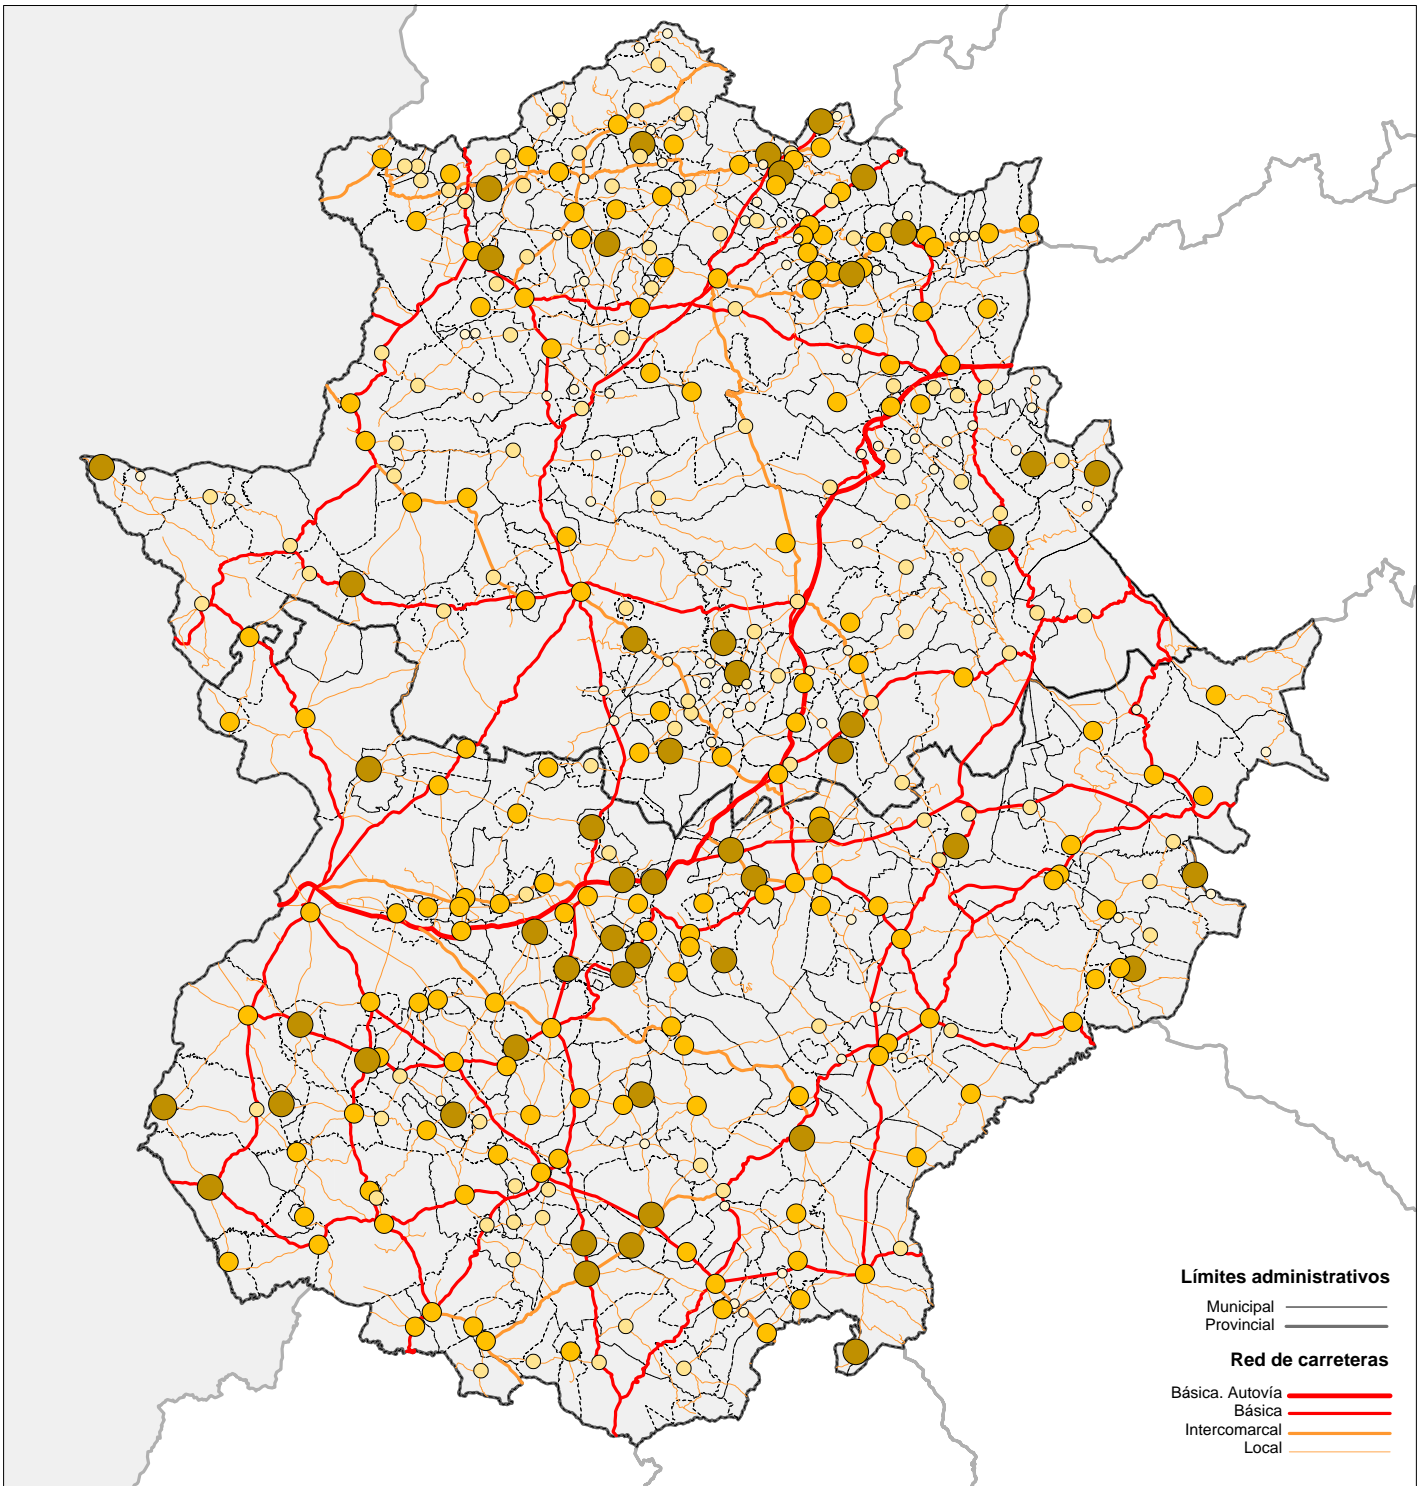 Límites administrativos
Municipal
Provincial
Red de carreteras
Básica. Autovía
Básica
Intercomarcal
Local